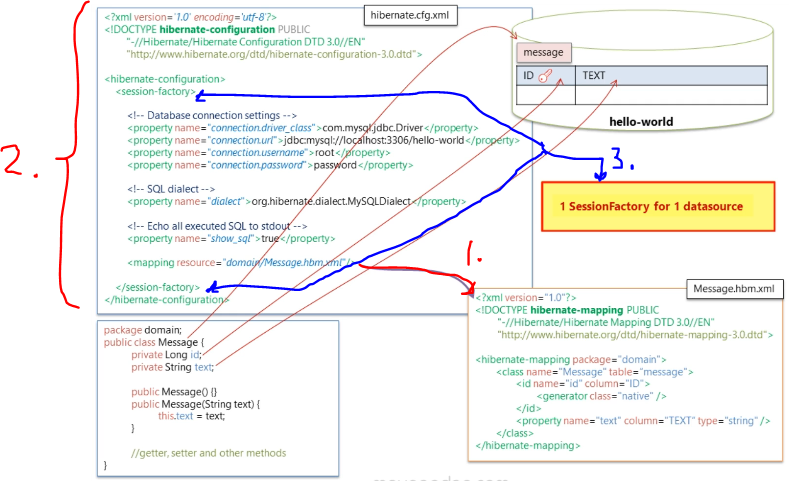 hibernate.cfg.xml
<?xml version='1.0' encoding='utf-8'?>
<!DOCTYPE hibernate-configuration PUBLIC
"-//Hibernate/Hibernate Configuration DTD 3.0//EN"
"http://www.hibernate.org/dtd/hibernate-configuration-3.0.dtd">
<hibernate-configuration>
<session-factory>
<!-- Database connection settings -->
<property name="connection.driver_class">com.mysql.jdbc.Driver</property>
<property name="connection.url">jdbc:mysql://localhost:3306/hello-world</property>
<property name="connection.username">root</property>
<property name="connection.password">password</property>
<!-- SQL dialect -->
<property name="dialect">org.hibernate.dialect.MySQLDialect</property>
<!-- Echo all executed SQL to stdout -->
<property name="show_sql">true</property>
<mapping resource="domain/Message.hbm.xml"/>
</session-factory>
</hibernate-configuration>
2.
message
ID TEXT
hello-world
3.
1 SessionFactory for 1 datasource
1.
package domain;
public class Message {
private Long id;
private String text;
public Message() {}
public Message(String text) {
this.text = text;
}
//getter, setter and other methods
}
Message.hbm.xml
<?xml version="1.0"?>
<!DOCTYPE hibernate-mapping PUBLIC
"-//Hibernate/Hibernate Mapping DTD 3.0//EN"
"http://www.hibernate.org/dtd/hibernate-mapping-3.0.dtd">
<hibernate-mapping package="domain">
<class name="Message" table="message">
<id name="id" column="ID">
<generator class="native" />
</id>
<property name="text" column="TEXT" type="string" />
</class>
</hibernate-mapping>